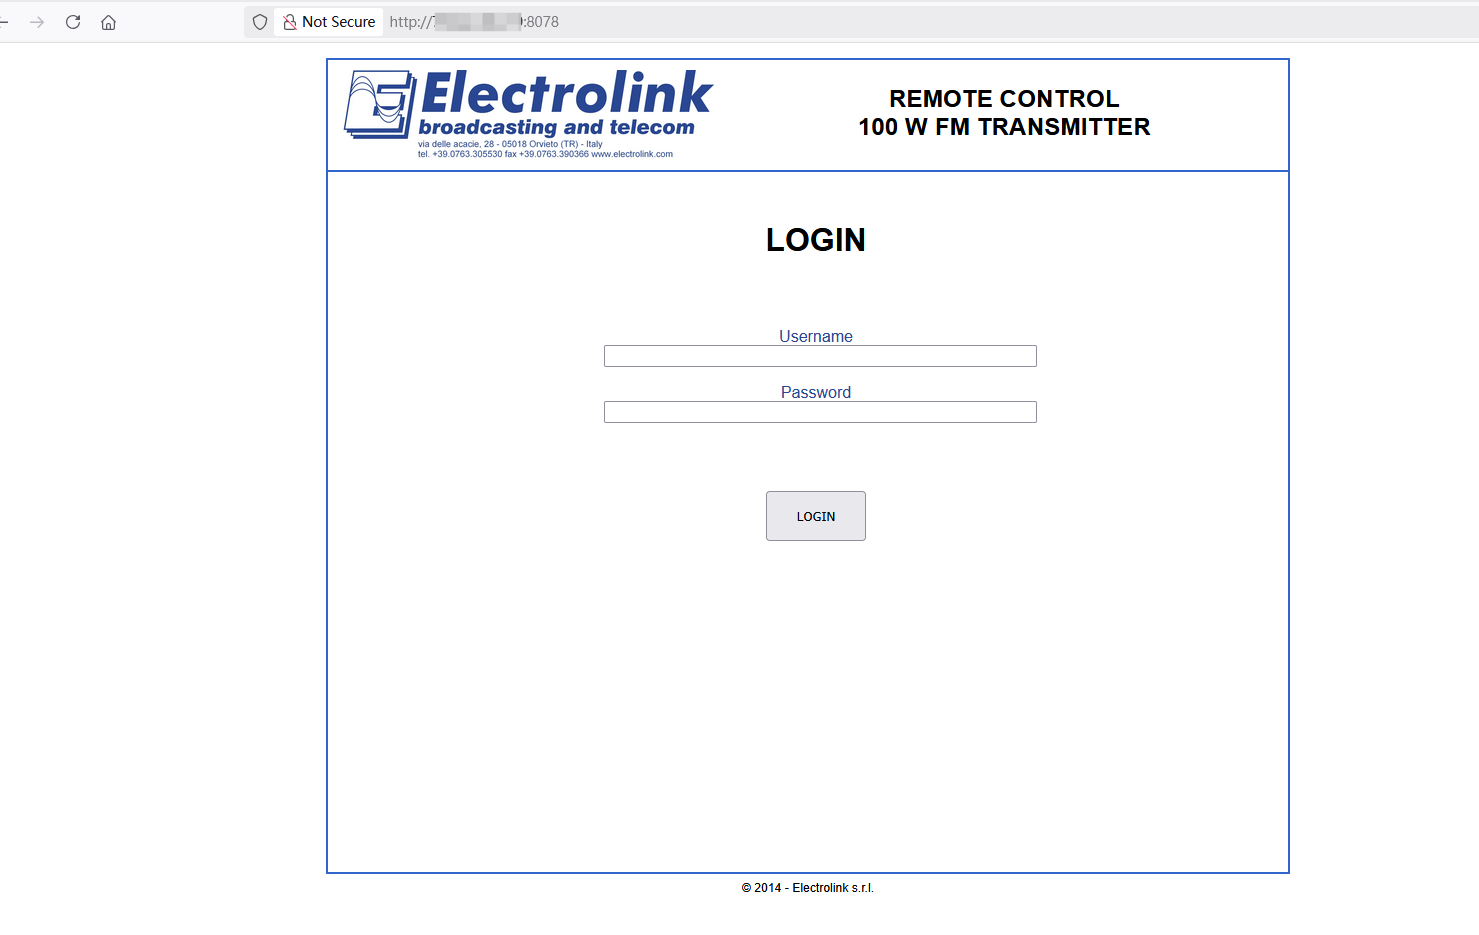 Not Secure http:// :8078
Electrolink
broadcasting and telecom
via delle acacie, 28 - 05018 Orvieto (TR) - Italy
tel. +39.0763.305530 fax +39.0763.390366 www.electrolink.com
REMOTE CONTROL
100 W FM TRANSMITTER
LOGIN
Username
Password
LOGIN
© 2014 - Electrolink s.r.l.